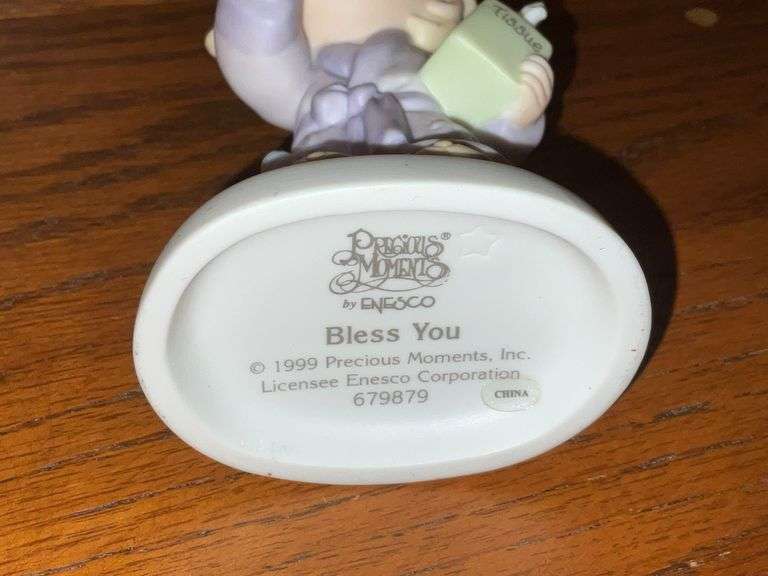 Tissue
PRECIOUS®
MOMENTS
by ENESCO
Bless You
© 1999 Precious Moments, Inc.
Licensee Enesco Corporation
679879
CHINA